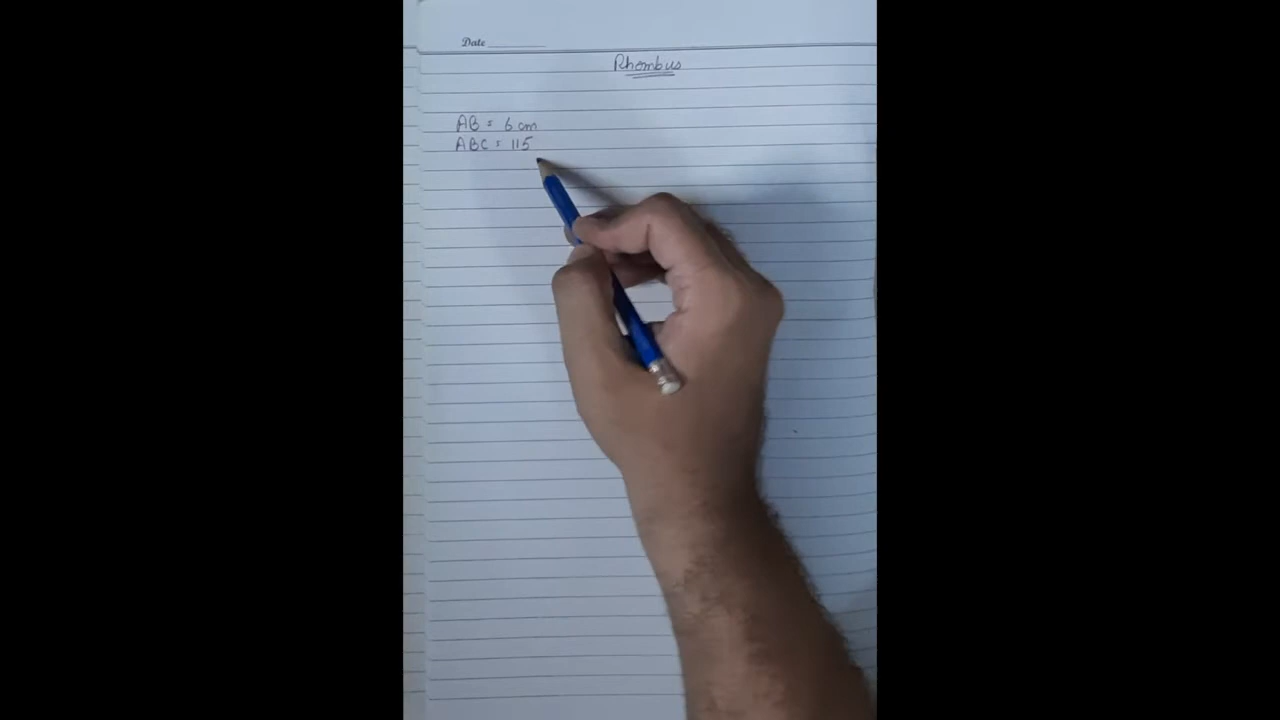 Date
Rhombus
AB = 6 cm
ABC = 115